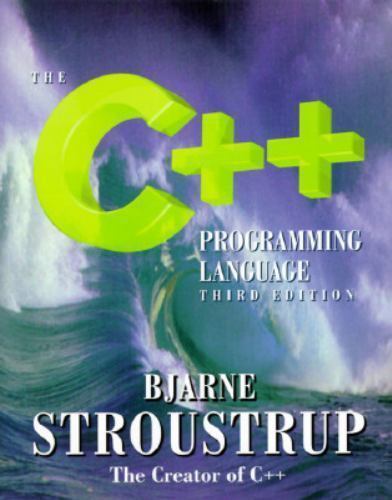 THE
C++
PROGRAMMING
LANGUAGE
THIRD EDITION
BJARNE
STROUSTRUP
The Creator of C++